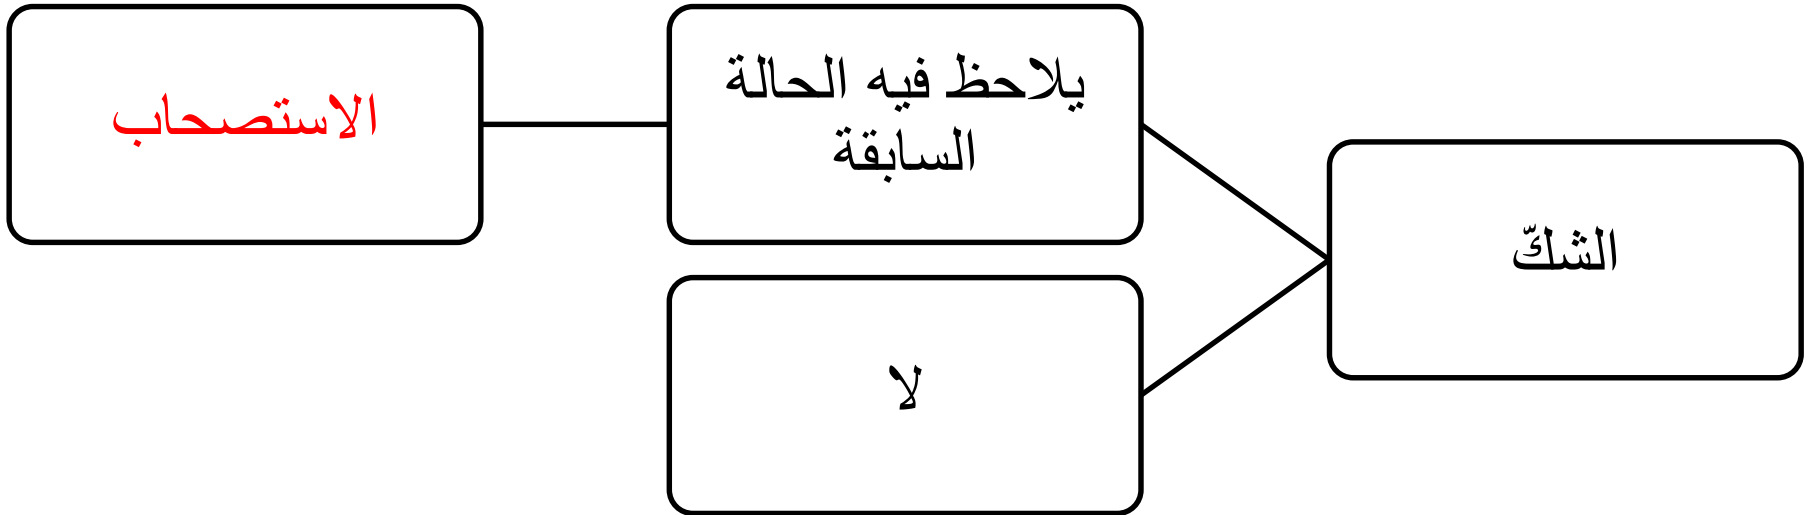 الشكّ
يلاحظ فيه الحالة
السابقة
الاستصحاب
لا